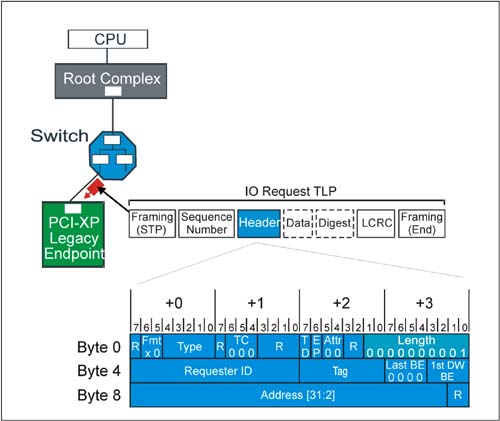 CPU
Root Complex
Switch
PCI-XP
Legacy
Endpoint
IO Request TLP
Framing
(STP)
Sequence
Number
Header
Data
Digest
LCRC
Framing
(End)
+0 +1 +2 +3
7 6 5 4 3 2 1 0 7 6 5 4 3 2 1 0 7 6 5 4 3 2 1 0 7 6 5 4 3 2 1 0
Byte 0
R
Fmt
x 0
Type
R
TC
0 0 0
R
T
D
E
P
Attr
0 0
R
Length
0 0 0 0 0 0 0 0 0 1
Byte 4
Requester ID
Tag
Last BE
0 0 0 0
1st DW
BE
Byte 8
Address [31:2]
R